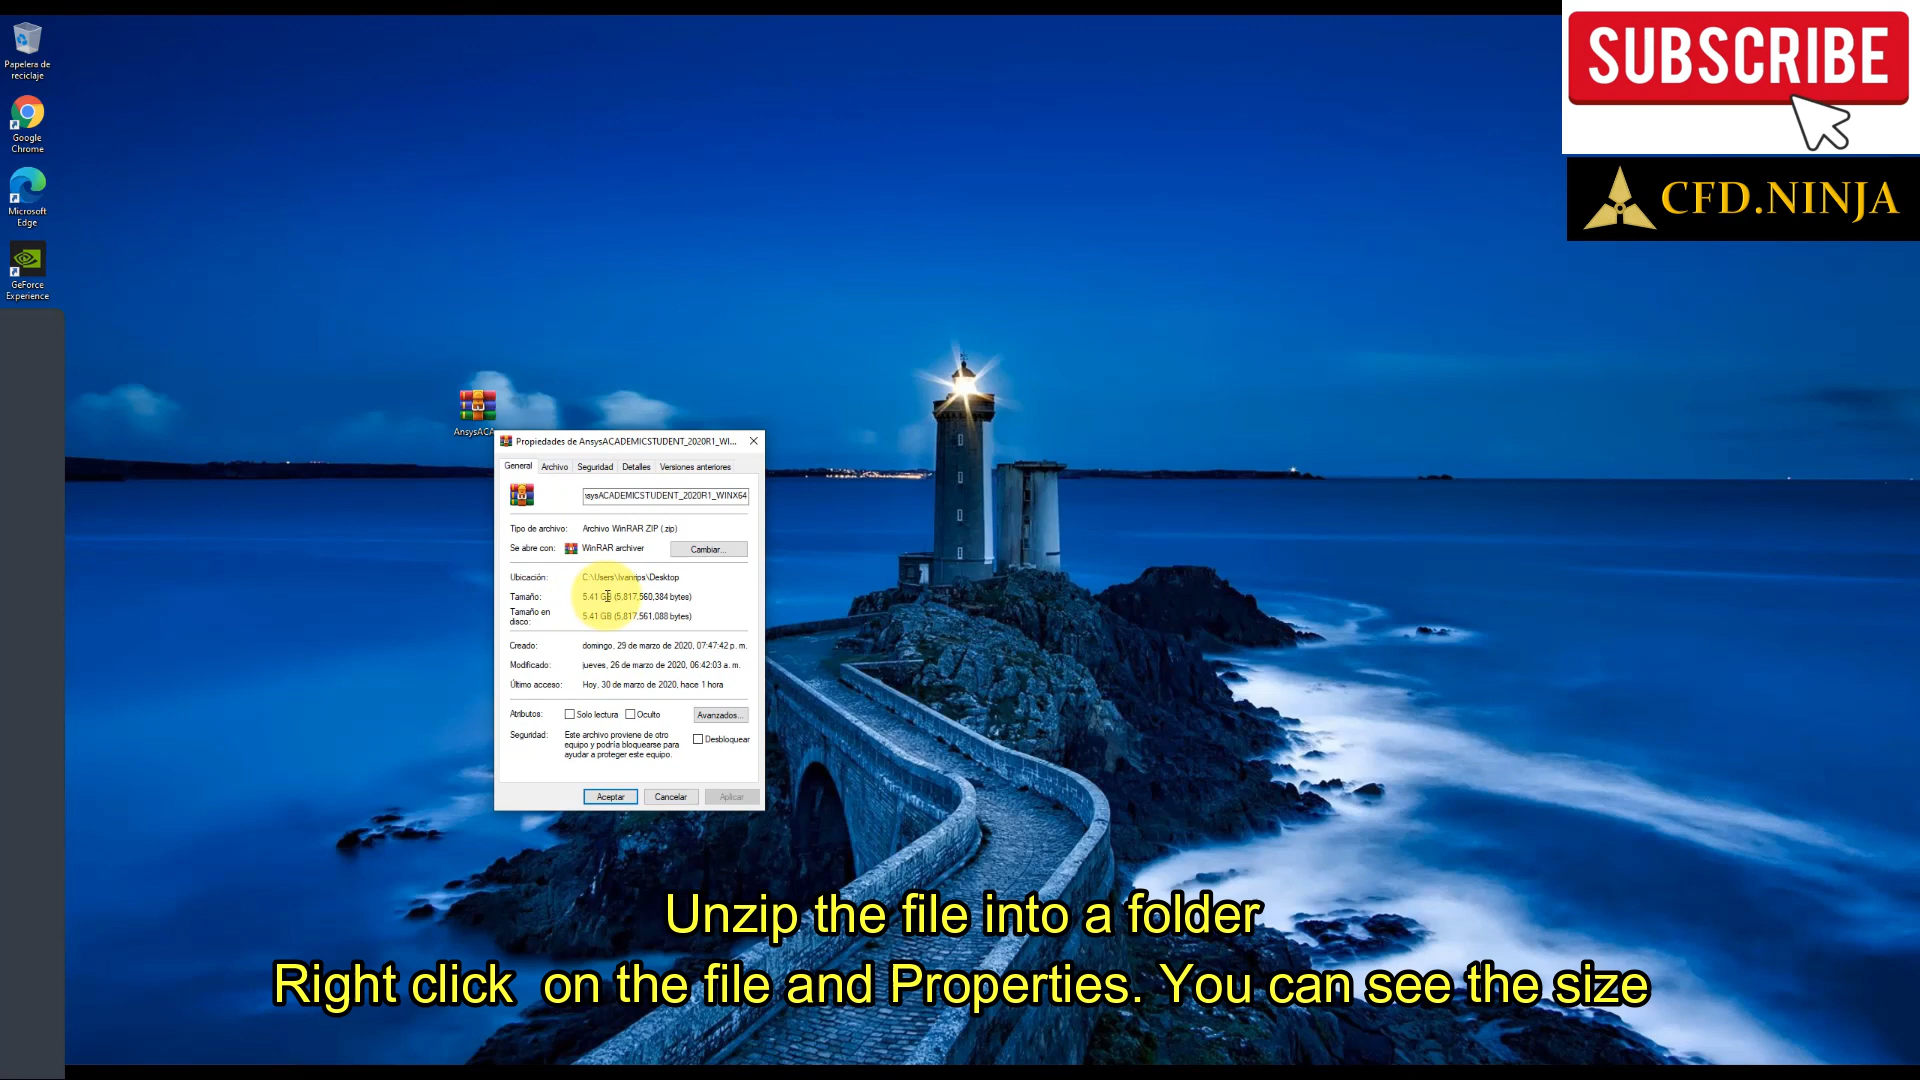 Papelera de
reciclaje
Google
Chrome
Microsoft
Edge
GeForce
Experience
SUBSCRIBE
CFD.NINJA
AnsysACA
Propiedades de AnsysACADEMICSTUDENT_2020R1_WI...
General Archivo Seguridad Detalles Versiones anteriores
sysACADEMICSTUDENT_2020R1_WINX64
Tipo de archivo: Archivo WinRAR ZIP (.zip)
Se abre con: WinRAR archiver Cambiar...
Ubicación: C:\Users\Ivanrips\Desktop
Tamaño: 5.41 GB (5,817,560,384 bytes)
Tamaño en
disco: 5.41 GB (5,817,561,088 bytes)
Creado: domingo, 29 de marzo de 2020, 07:47:42 p. m.
Modificado: jueves, 26 de marzo de 2020, 06:42:03 a. m.
Último acceso: Hoy, 30 de marzo de 2020, hace 1 hora
Atributos: Solo lectura Oculto Avanzados...
Seguridad: Este archivo proviene de otro
equipo y podría bloquearse para
ayudar a proteger este equipo.
Desbloquear
Aceptar Cancelar Aplicar
Unzip the file into a folder
Right click on the file and Properties. You can see the size